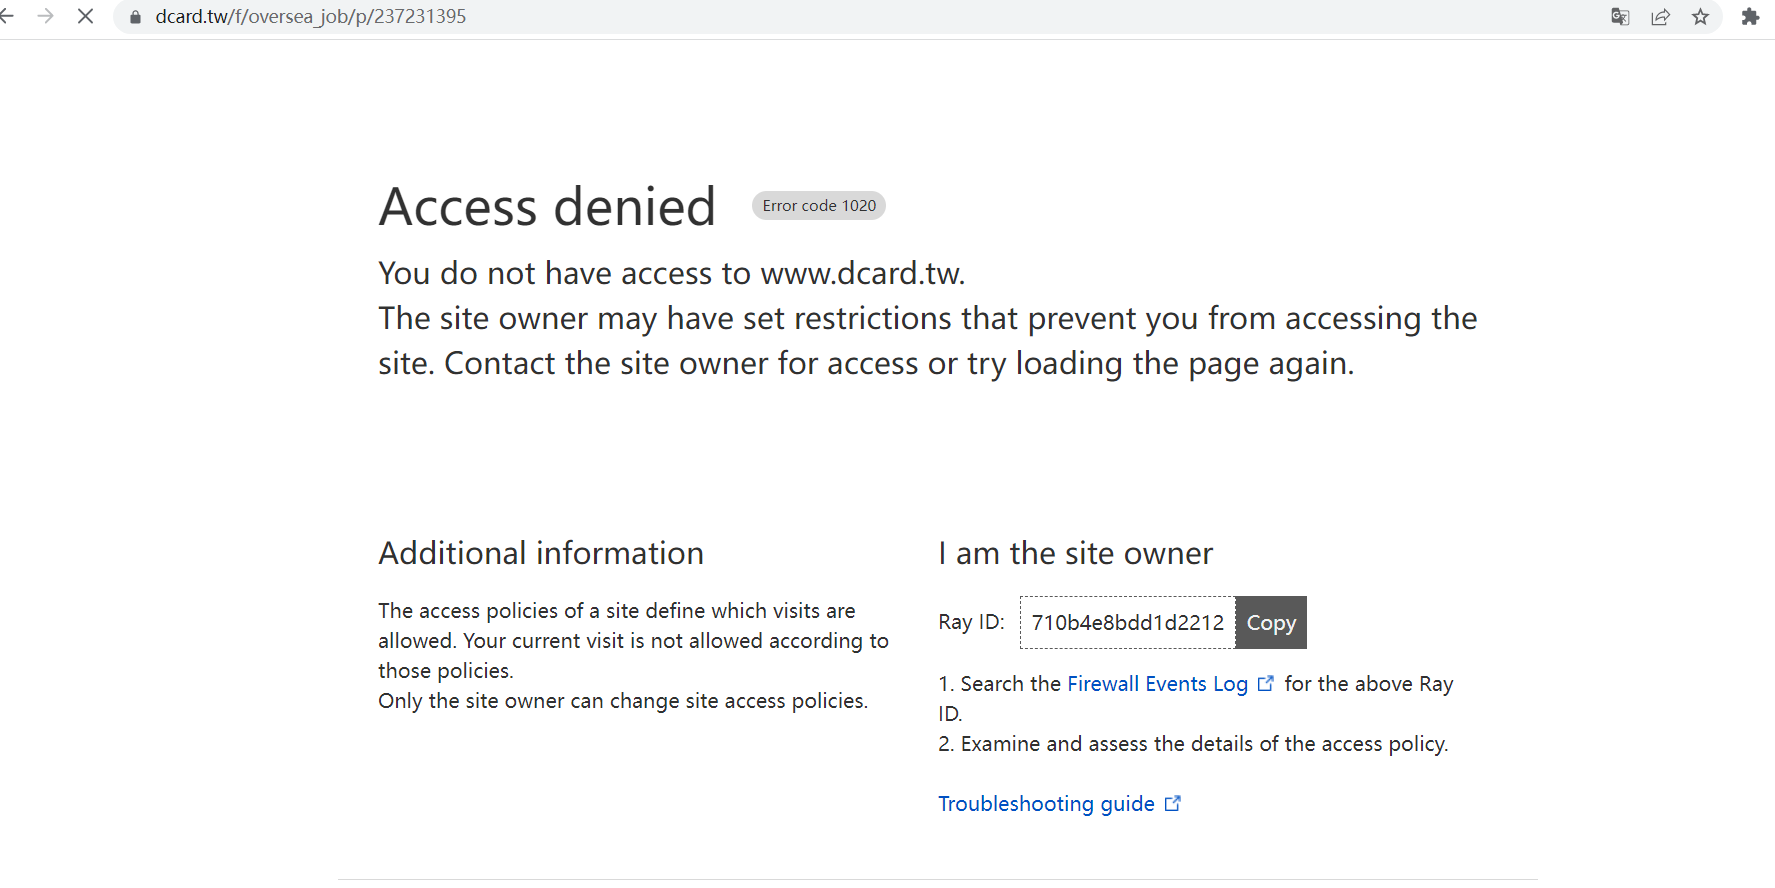 dcard.tw/f/oversea_job/p/237231395
Access denied
Error code 1020
You do not have access to www.dcard.tw.
The site owner may have set restrictions that prevent you from accessing the
site. Contact the site owner for access or try loading the page again.
Additional information
The access policies of a site define which visits are
allowed. Your current visit is not allowed according to
those policies.
Only the site owner can change site access policies.
I am the site owner
Ray ID: 710b4e8bdd1d2212 Copy
1. Search the Firewall Events Log for the above Ray
ID.
2. Examine and assess the details of the access policy.
Troubleshooting guide